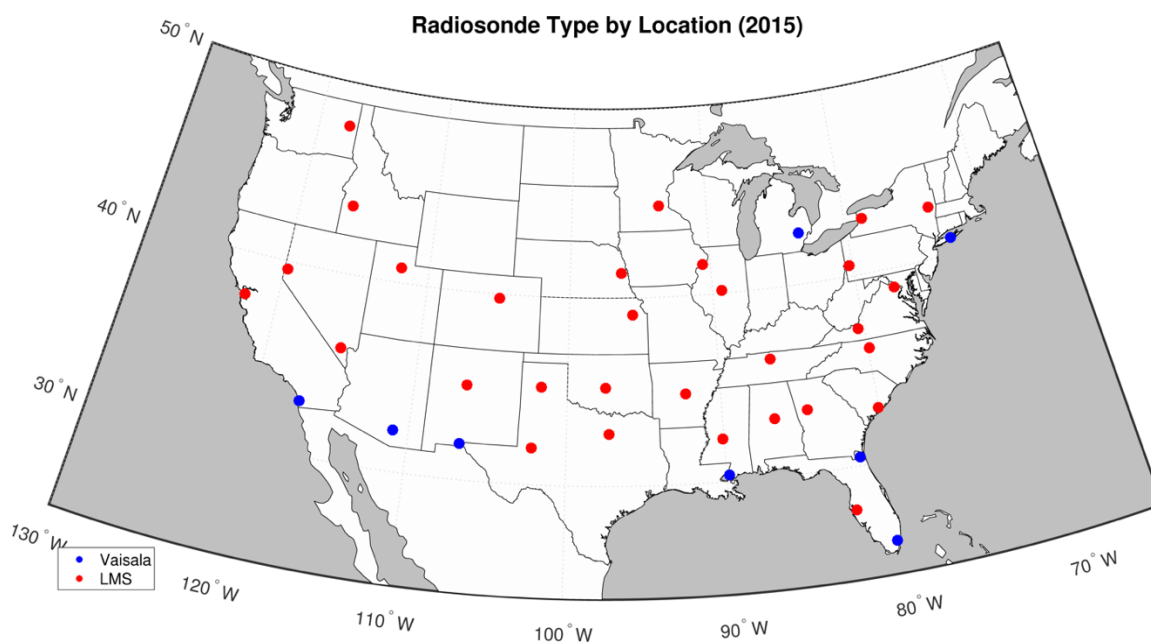 Radiosonde Type by Location (2015)
50° N
40° N
30° N
130° W
120° W
110° W
100° W
90° W
80° W
70° W
Vaisala
LMS